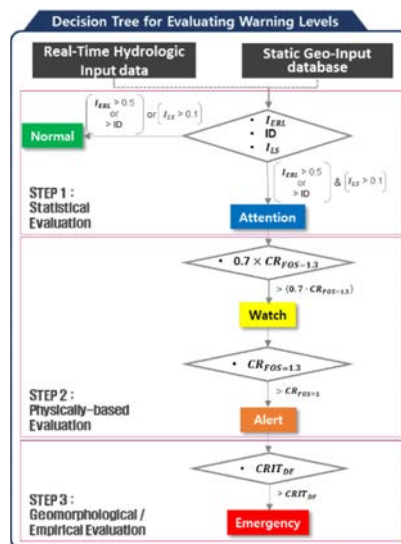 Decision Tree for Evaluating Warning Levels
Real-Time Hydrologic
Input data
Static Geo-Input
database
(I_ERL > 0.5
or
> ID) or (I_LS > 0.1)
Normal
• I_ERL
• ID
• I_LS
(I_ERL > 0.5
or
> ID) & (I_LS > 0.1)
STEP 1 :
Statistical
Evaluation
Attention
• 0.7 × CR_FOS=1.3
> (0.7 · CR_FOS=1.3)
Watch
• CR_FOS=1.3
> CR_FOS=1
STEP 2 :
Physically-based
Evaluation
Alert
• CRIT_DF
> CRIT_DF
STEP 3 :
Geomorphological /
Empirical Evaluation
Emergency